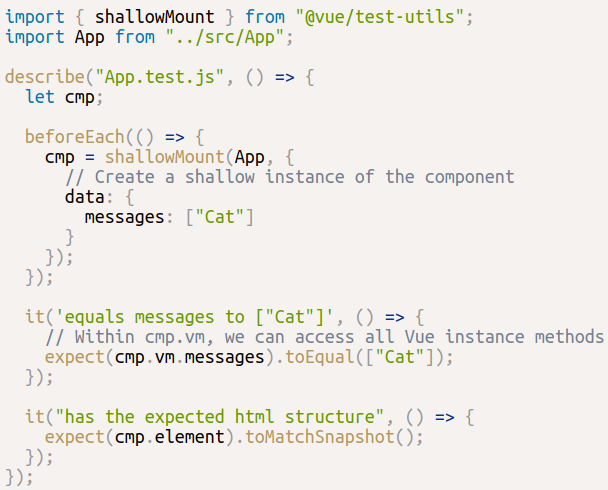 import { shallowMount } from "@vue/test-utils";
import App from "../src/App";

describe("App.test.js", () => {
  let cmp;

  beforeEach(() => {
    cmp = shallowMount(App, {
      // Create a shallow instance of the component
      data: {
        messages: ["Cat"]
      }
    });
  });

  it('equals messages to ["Cat"]', () => {
    // Within cmp.vm, we can access all Vue instance methods
    expect(cmp.vm.messages).toEqual(["Cat"]);
  });

  it("has the expected html structure", () => {
    expect(cmp.element).toMatchSnapshot();
  });
});